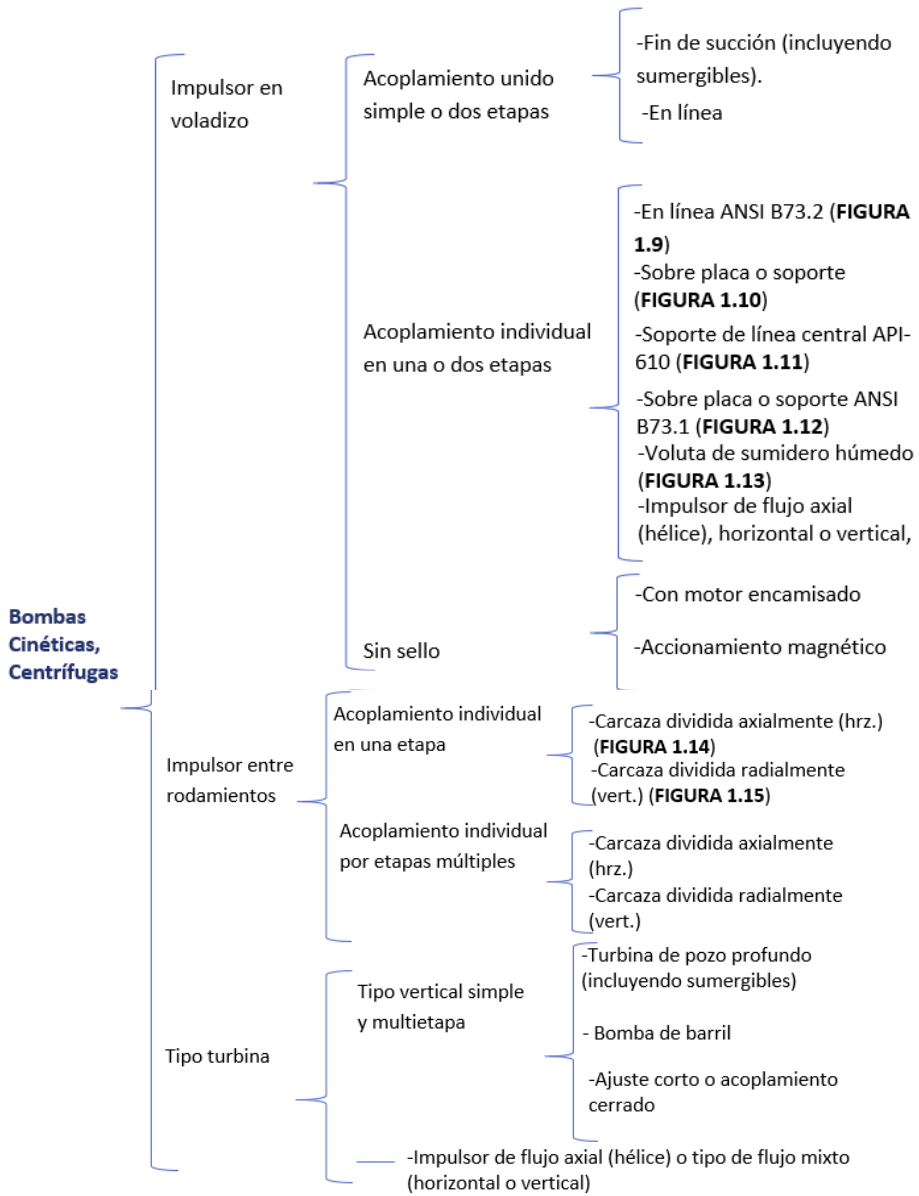 Bombas
Cinéticas,
Centrífugas
Impulsor en
voladizo
Acoplamiento unido
simple o dos etapas
-Fin de succión (incluyendo
sumergibles).
-En línea
Acoplamiento individual
en una o dos etapas
-En línea ANSI B73.2 (FIGURA
1.9)
-Sobre placa o soporte
(FIGURA 1.10)
-Soporte de línea central API-
610 (FIGURA 1.11)
-Sobre placa o soporte ANSI
B73.1 (FIGURA 1.12)
-Voluta de sumidero húmedo
(FIGURA 1.13)
-Impulsor de flujo axial
(hélice), horizontal o vertical,
Sin sello
-Con motor encamisado
-Accionamiento magnético
Impulsor entre
rodamientos
Acoplamiento individual
en una etapa
-Carcaza dividida axialmente (hrz.)
(FIGURA 1.14)
-Carcaza dividida radialmente
(vert.) (FIGURA 1.15)
Acoplamiento individual
por etapas múltiples
-Carcaza dividida axialmente
(hrz.)
-Carcaza dividida radialmente
(vert.)
Tipo turbina
Tipo vertical simple
y multietapa
-Turbina de pozo profundo
(incluyendo sumergibles)
- Bomba de barril
-Ajuste corto o acoplamiento
cerrado
-Impulsor de flujo axial (hélice) o tipo de flujo mixto
(horizontal o vertical)